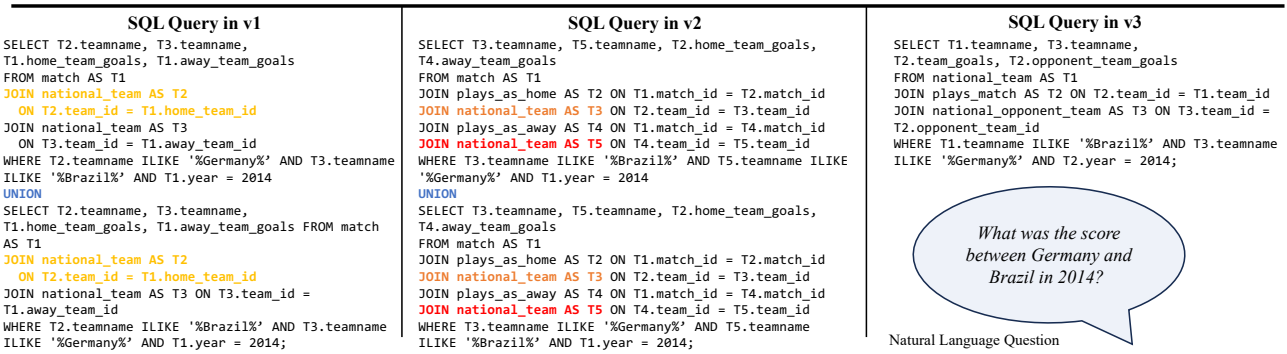 SQL Query in v1
SELECT T2.teamname, T3.teamname,
T1.home_team_goals, T1.away_team_goals
FROM match AS T1
JOIN national_team AS T2
ON T2.team_id = T1.home_team_id
JOIN national_team AS T3
ON T3.team_id = T1.away_team_id
WHERE T2.teamname ILIKE '%Germany%' AND T3.teamname
ILIKE '%Brazil%’ AND T1.year = 2014
UNION
SELECT T2.teamname, T3.teamname,
T1.home_team_goals, T1.away_team_goals FROM match
AS T1
JOIN national_team AS T2
ON T2.team_id = T1.home_team_id
JOIN national_team AS T3 ON T3.team_id =
T1.away_team_id
WHERE T2.teamname ILIKE '%Brazil%’ AND T3.teamname
ILIKE '%Germany%’ AND T1.year = 2014;
SQL Query in v2
SELECT T3.teamname, T5.teamname, T2.home_team_goals,
T4.away_team_goals
FROM match AS T1
JOIN plays_as_home AS T2 ON T1.match_id = T2.match_id
JOIN national_team AS T3 ON T2.team_id = T3.team_id
JOIN plays_as_away AS T4 ON T1.match_id = T4.match_id
JOIN national_team AS T5 ON T4.team_id = T5.team_id
WHERE T3.teamname ILIKE '%Brazil%’ AND T5.teamname ILIKE
'%Germany%’ AND T1.year = 2014
UNION
SELECT T3.teamname, T5.teamname, T2.home_team_goals,
T4.away_team_goals
FROM match AS T1
JOIN plays_as_home AS T2 ON T1.match_id = T2.match_id
JOIN national_team AS T3 ON T2.team_id = T3.team_id
JOIN plays_as_away AS T4 ON T1.match_id = T4.match_id
JOIN national_team AS T5 ON T4.team_id = T5.team_id
WHERE T3.teamname ILIKE '%Germany%’ AND T5.teamname
ILIKE '%Brazil%’ AND T1.year = 2014;
SQL Query in v3
SELECT T1.teamname, T3.teamname,
T2.team_goals, T2.opponent_team_goals
FROM national_team AS T1
JOIN plays_match AS T2 ON T2.team_id = T1.team_id
JOIN national_opponent_team AS T3 ON T3.team_id =
T2.opponent_team_id
WHERE T1.teamname ILIKE '%Brazil%’ AND T3.teamname
ILIKE '%Germany%’ AND T2.year = 2014;
What was the score
between Germany and
Brazil in 2014?
Natural Language Question